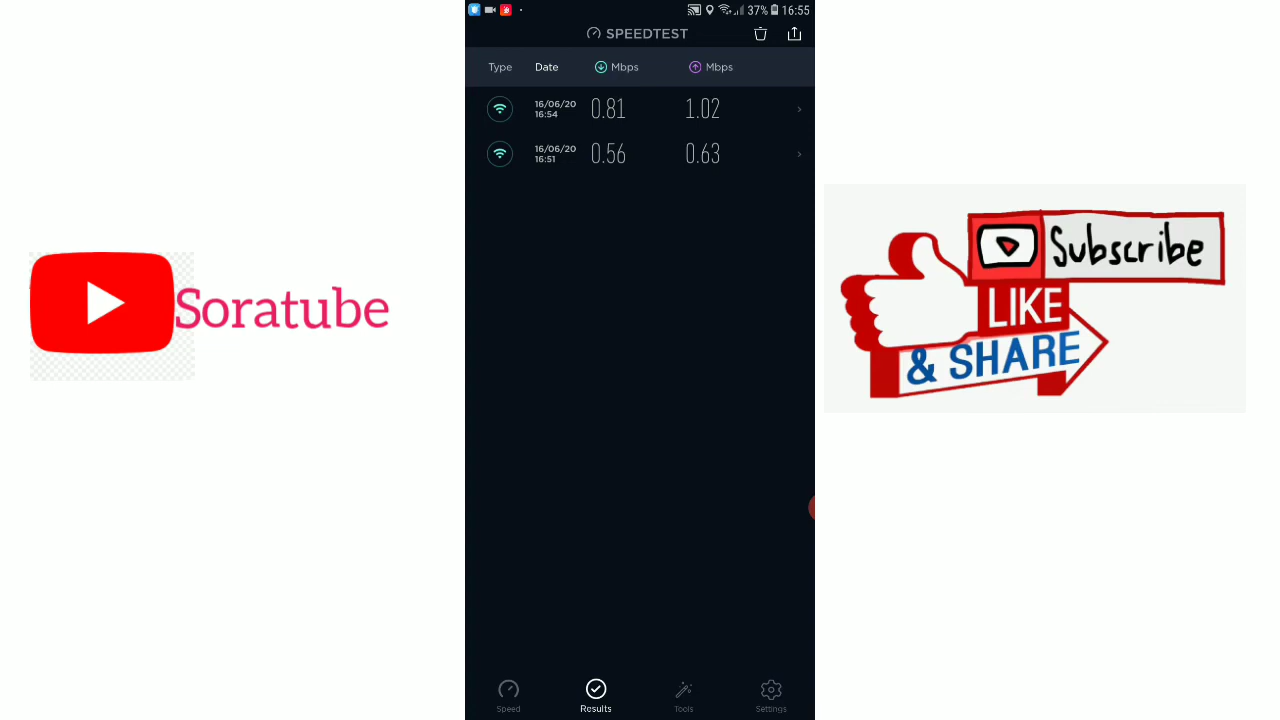 37% 16:55
SPEEDTEST
Type Date Mbps Mbps
16/06/20
16:54
0.81 1.02
16/06/20
16:51
0.56 0.63
Soratube
Subscribe
LIKE
& SHARE
Speed Results Tools Settings